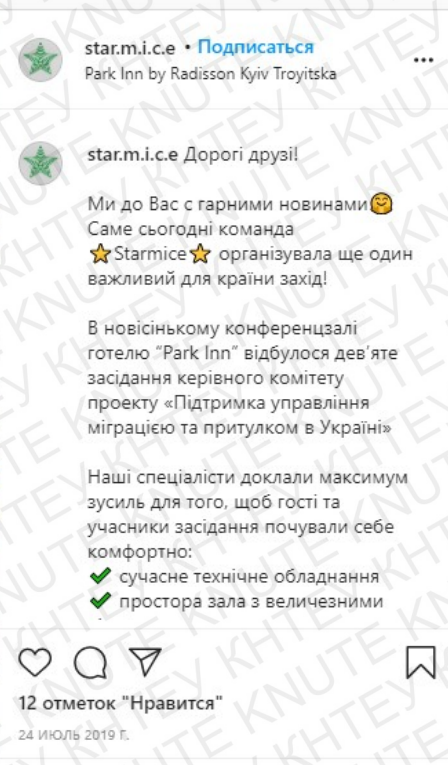 star.m.i.c.e • Подписаться
Park Inn by Radisson Kyiv Troyitska
star.m.i.c.e Дорогі друзі!
Ми до Вас с гарними новинами🤗
Саме сьогодні команда
⭐Starmice⭐ організувала ще один
важливий для країни захід!
В новісінькому конференцзалі
готелю “Park Inn” відбулося дев’яте
засідання керівного комітету
проекту «Підтримка управління
міграцією та притулком в Україні»
Наші спеціалісти доклали максимум
зусиль для того, щоб гості та
учасники засідання почували себе
комфортно:
✔ сучасне технічне обладнання
✔ простора зала з величезними
12 отметок "Нравится"
24 ИЮЛЬ 2019 Г.
KNUTE КНТЕУ